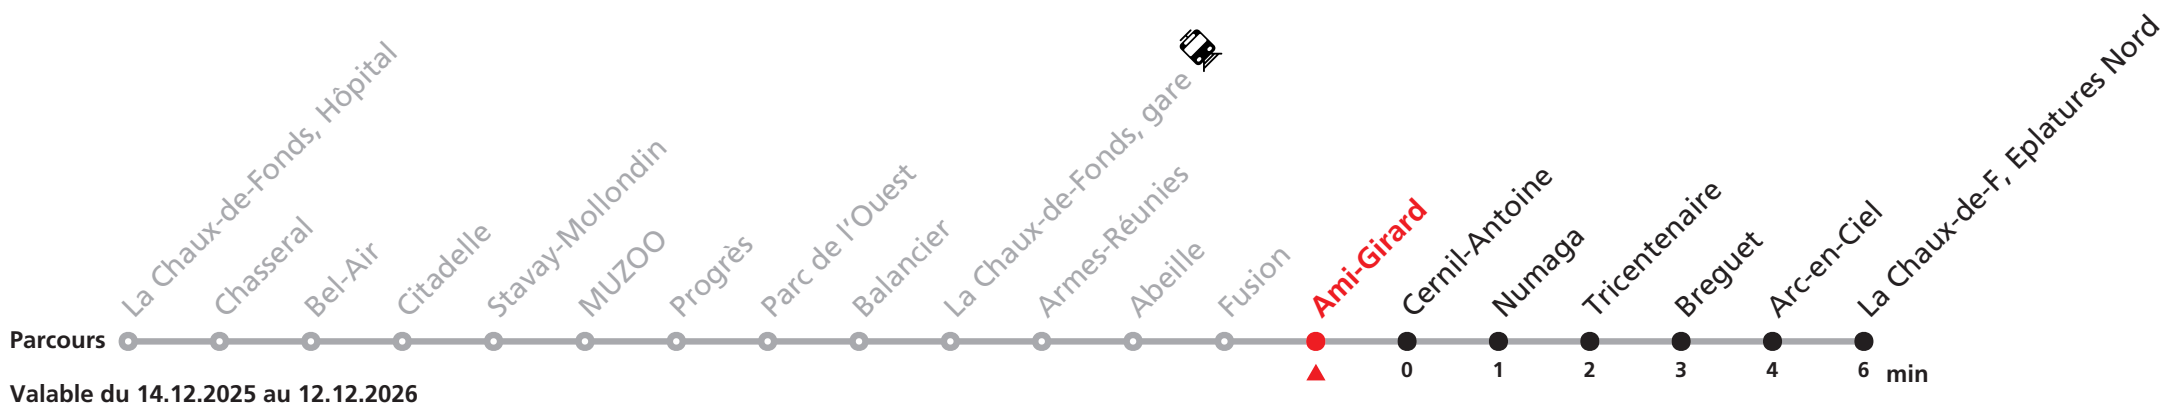 La Chaux-de-Fonds, Hôpital
Chasseral
Bel-Air
Citadelle
Stavay-Mollondin
MUZOO
Progrès
Parc de l'Ouest
Balancier
La Chaux-de-Fonds, gare
Armes-Réunies
Abeille
Fusion
Ami-Girard
Cernil-Antoine
Numaga
Tricentenaire
Breguet
Arc-en-Ciel
La Chaux-de-F, Eplatures Nord
Parcours
0 1 2 3 4 6 min
Valable du 14.12.2025 au 12.12.2026